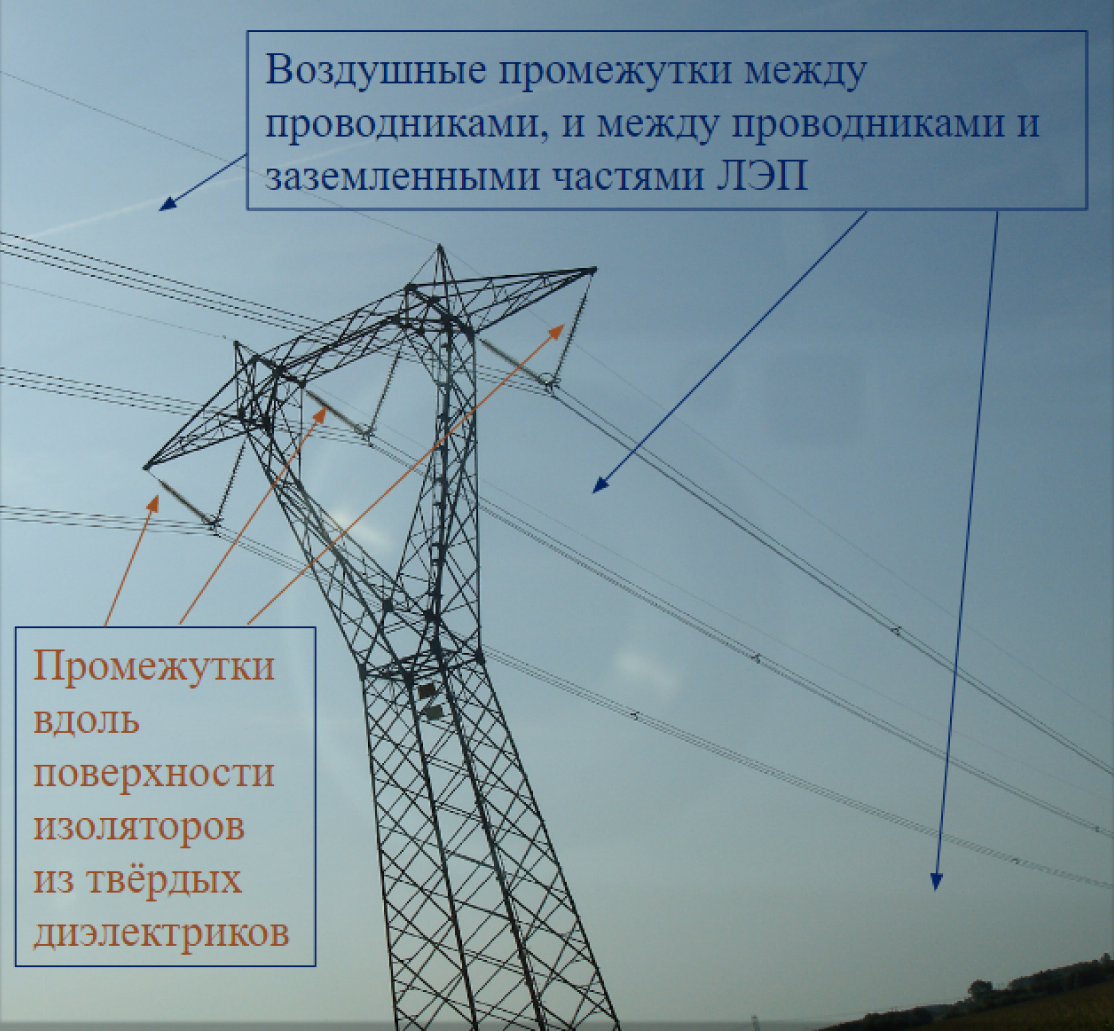 Воздушные промежутки между
проводниками, и между проводниками и
заземленными частями ЛЭП
Промежутки
вдоль
поверхности
изоляторов
из твёрдых
диэлектриков